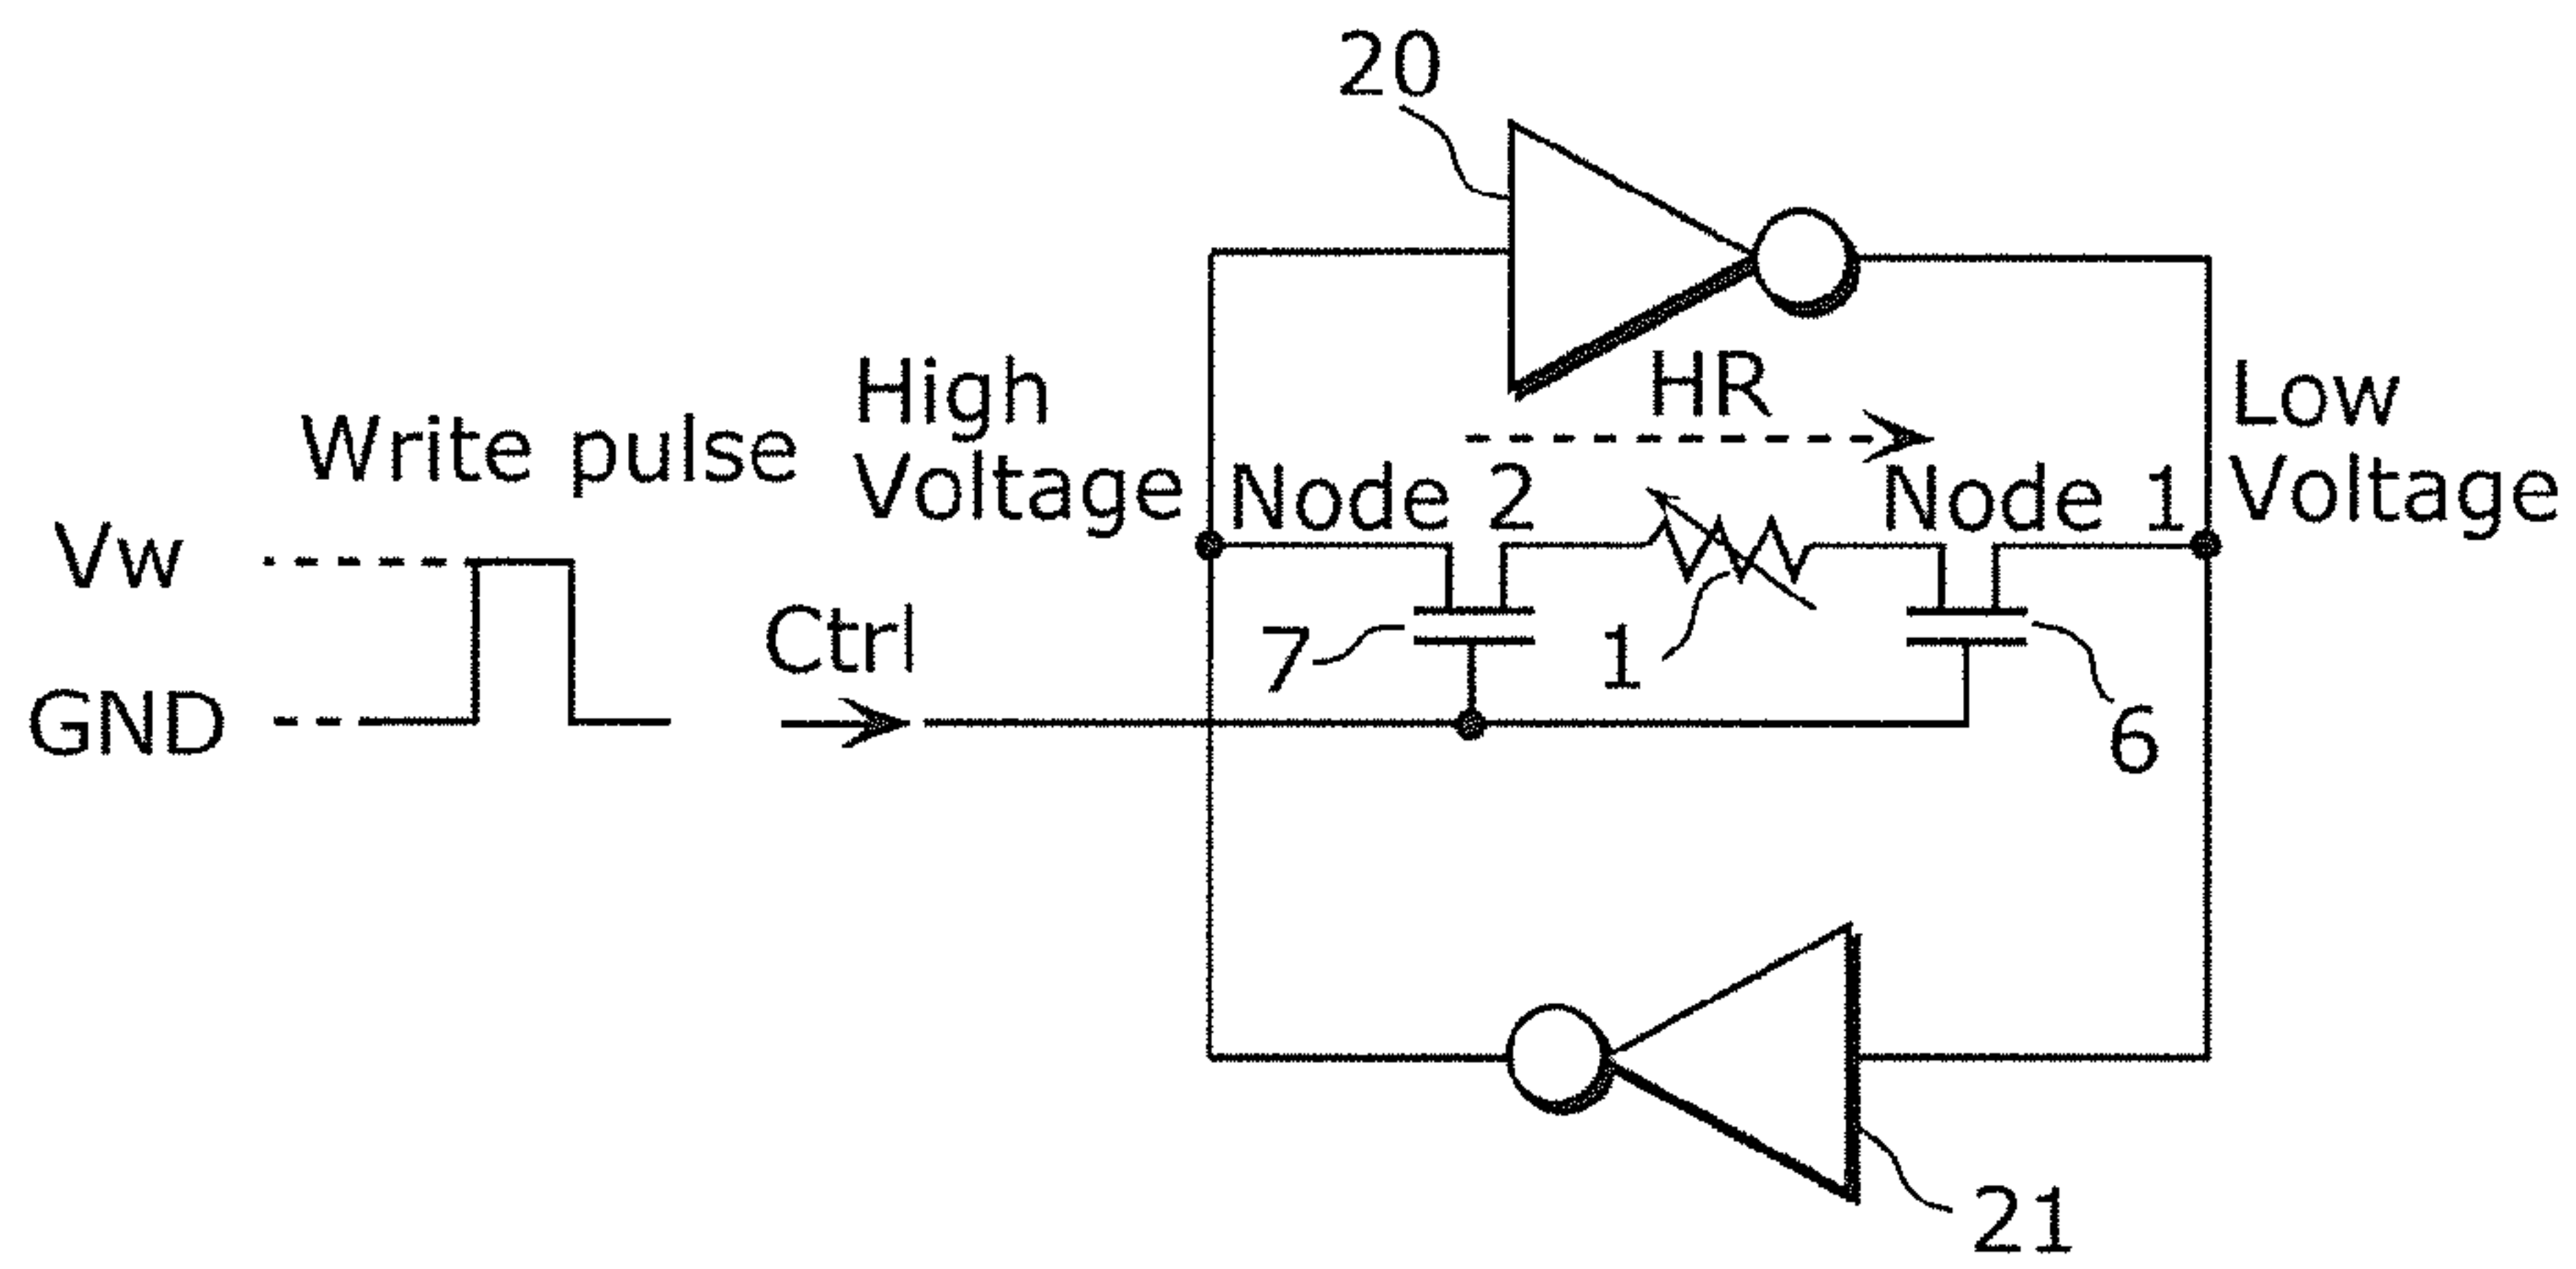 20
HR
High
Voltage
Low
Voltage
Write pulse
Node 2
Node 1
Vw
Ctrl
7
1
6
GND
21